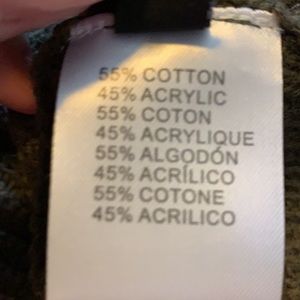 55% COTTON
45% ACRYLIC
55% COTON
45% ACRYLIQUE
55% ALGODÓN
45% ACRÍLICO
55% COTONE
45% ACRILICO